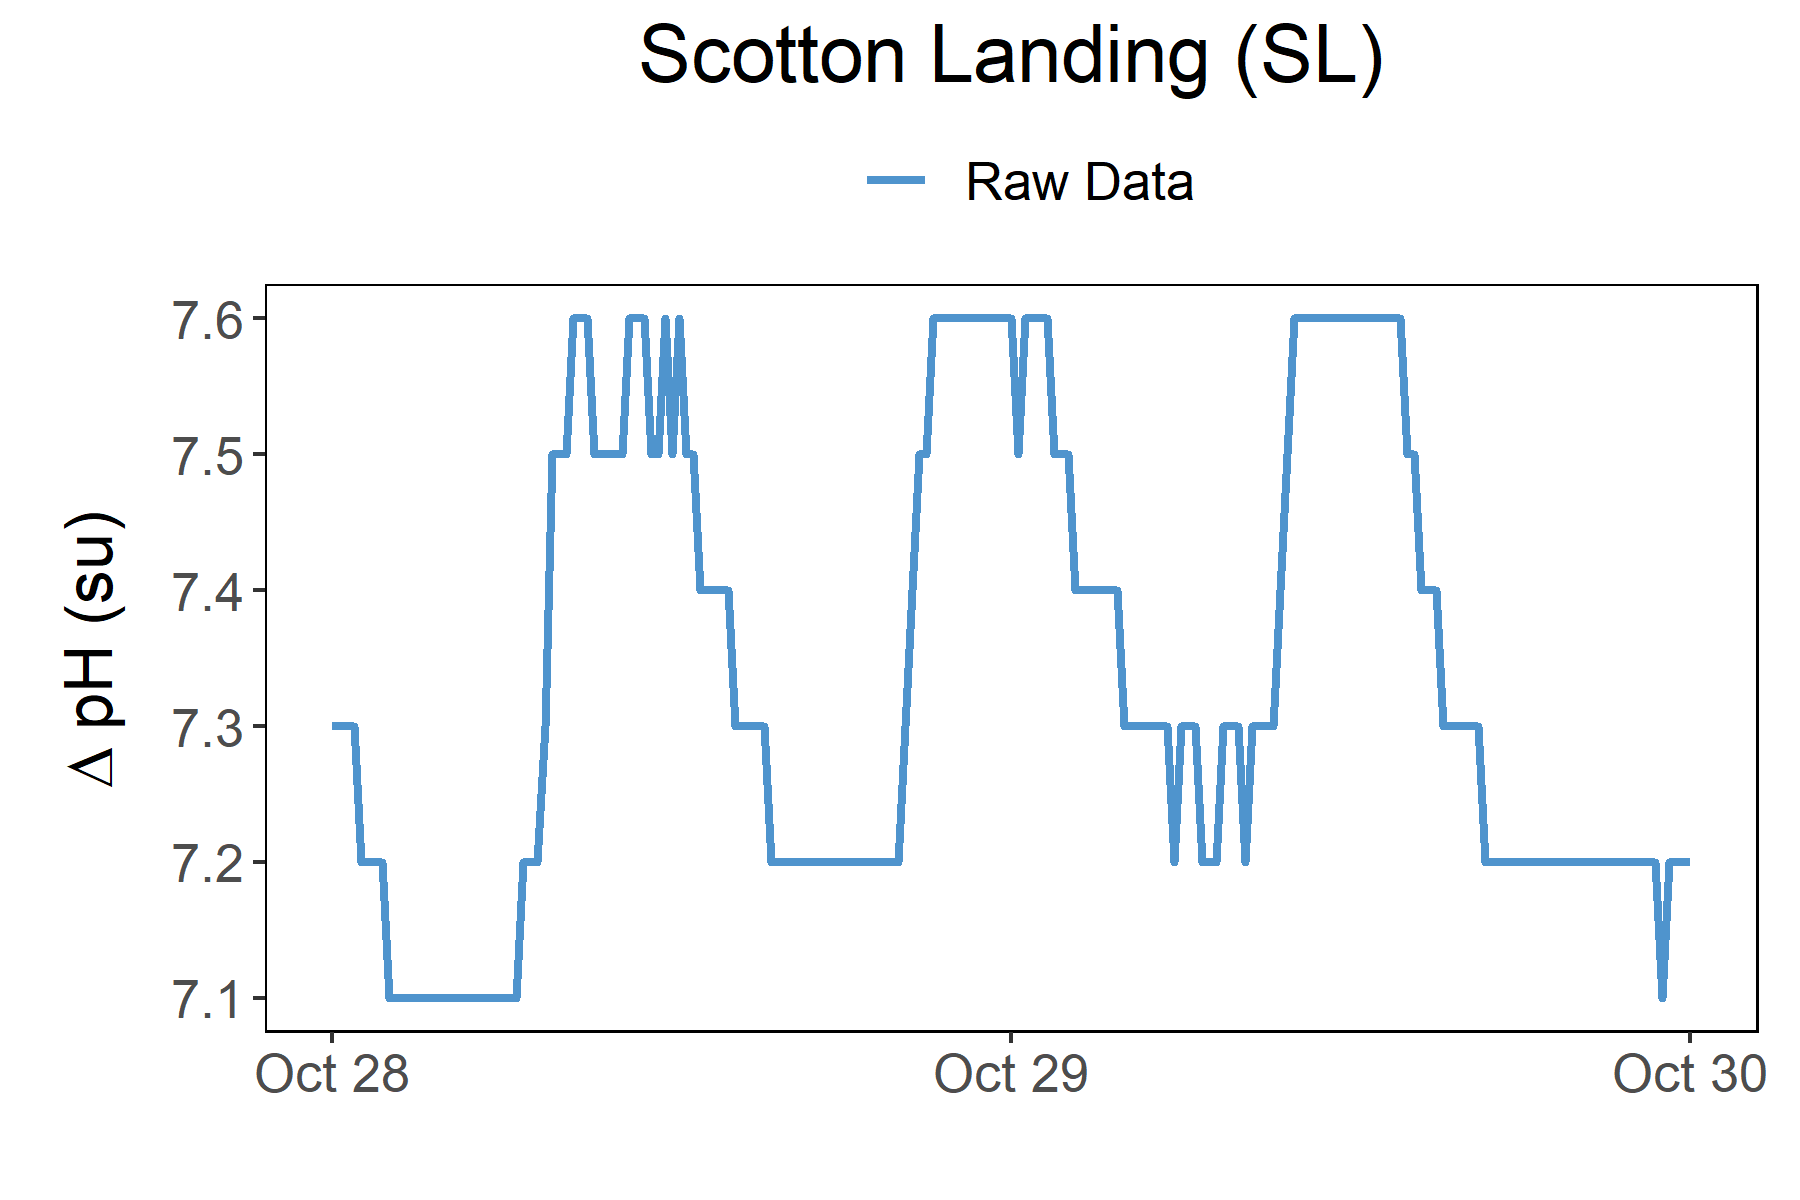 Scotton Landing (SL)
Raw Data
Δ pH (su)
7.6
7.5
7.4
7.3
7.2
7.1
Oct 28
Oct 29
Oct 30